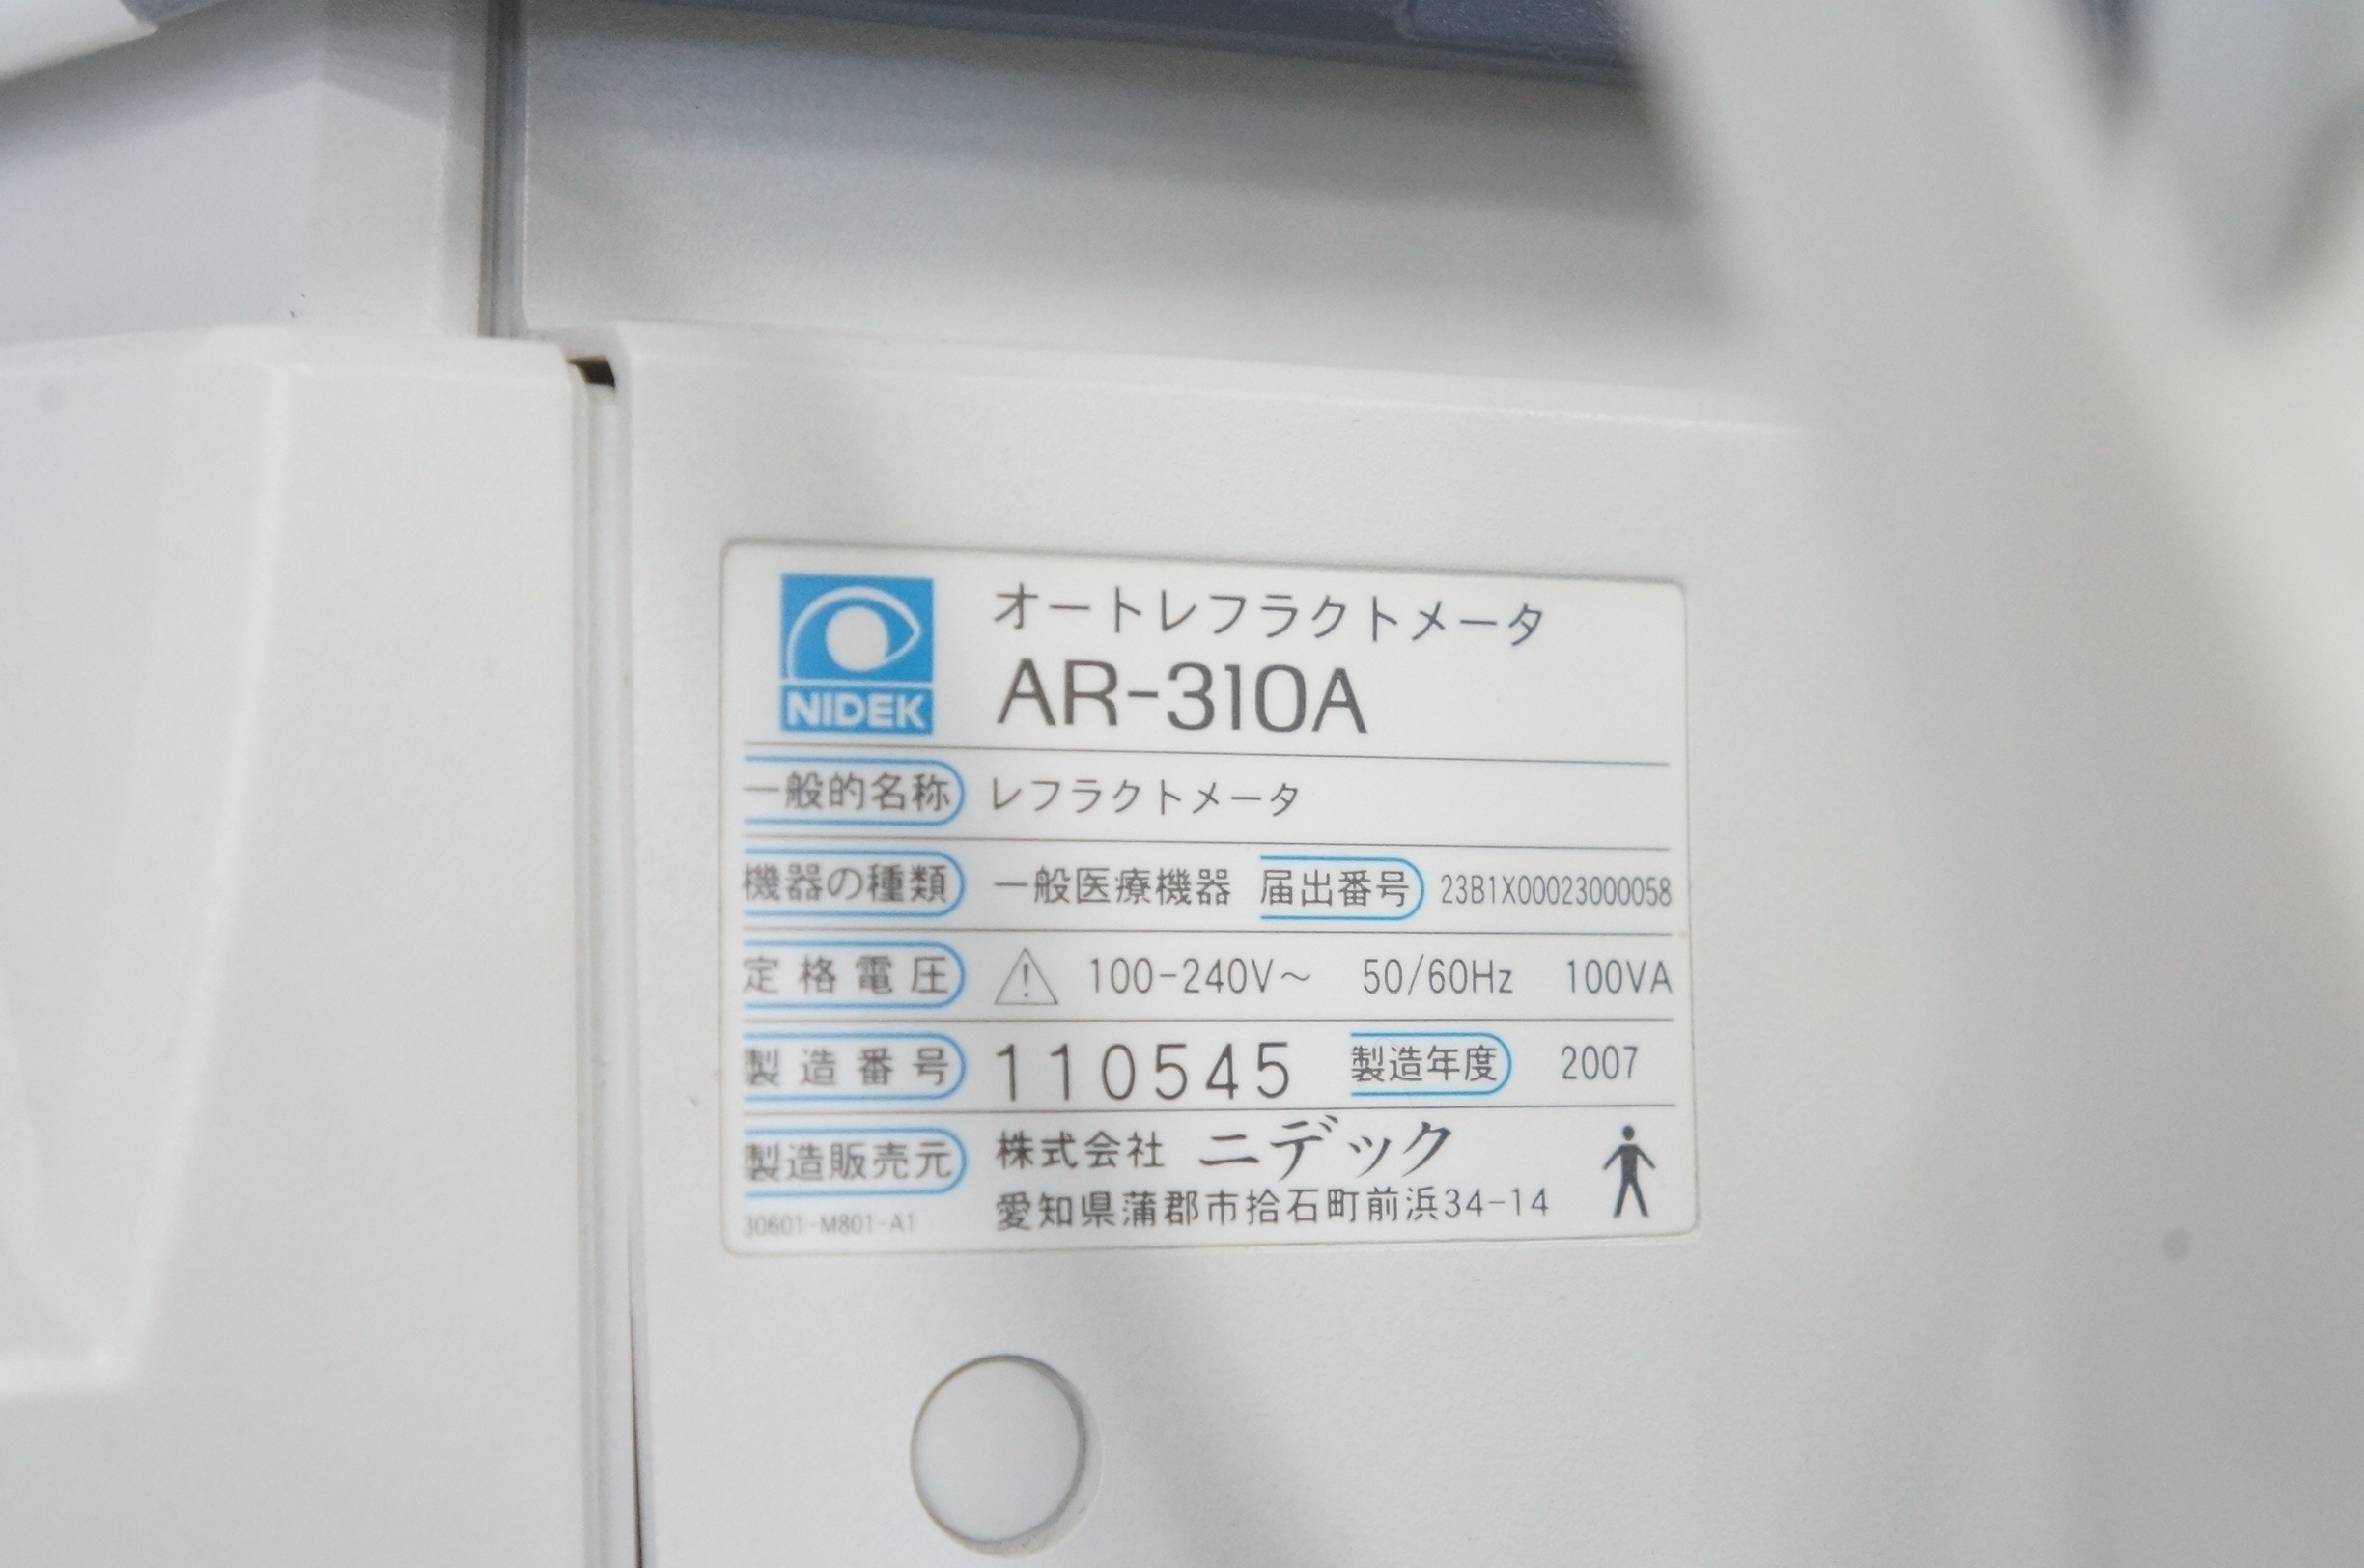 NIDEK
オートレフラクトメータ
AR-310A
一般的名称 レフラクトメータ
機器の種類 一般医療機器 届出番号 23B1X00023000058
定格電圧 100-240V～ 50/60Hz 100VA
製造番号 110545 製造年度 2007
製造販売元 株式会社 ニデック
愛知県蒲郡市拾石町前浜34-14
30601-M801-A1